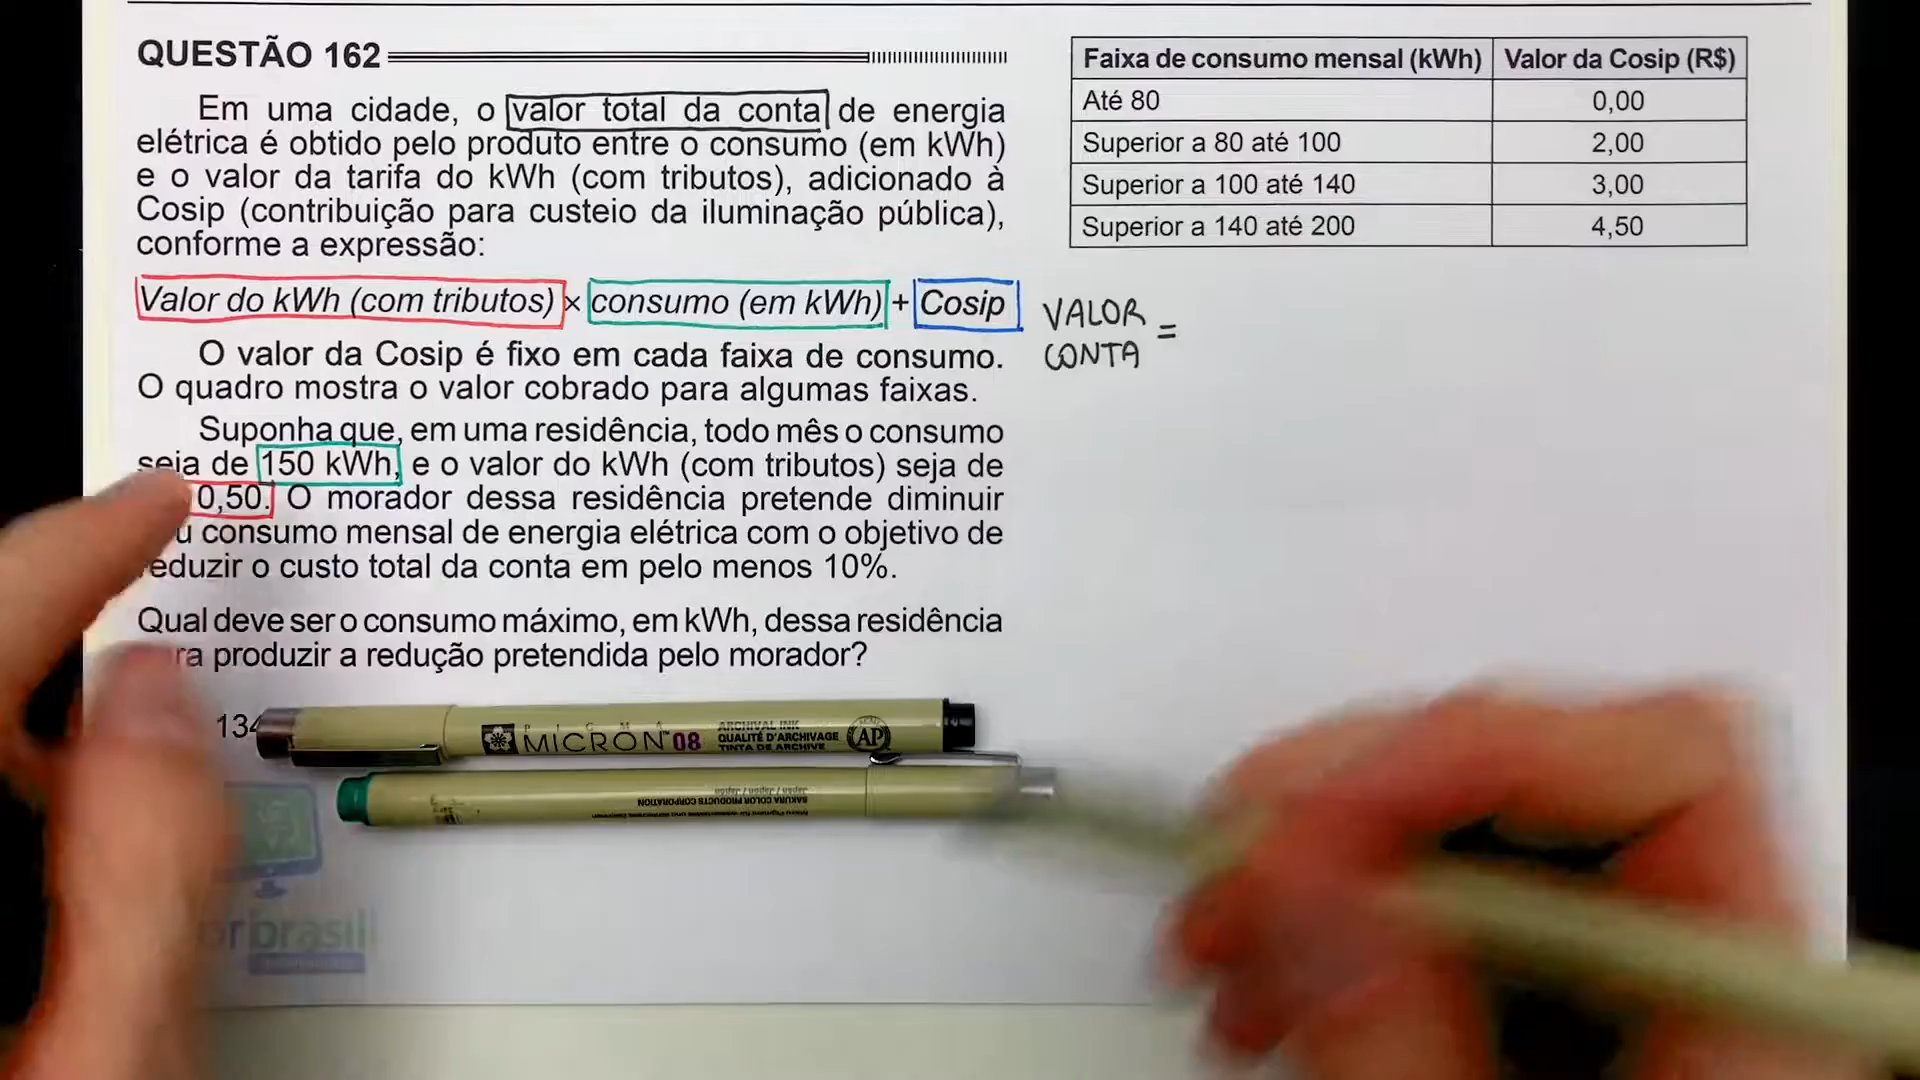 QUESTÃO 162
Em uma cidade, o valor total da conta de energia
elétrica é obtido pelo produto entre o consumo (em kWh)
e o valor da tarifa do kWh (com tributos), adicionado à
Cosip (contribuição para custeio da iluminação pública),
conforme a expressão:
Valor do kWh (com tributos) × consumo (em kWh) + Cosip
O valor da Cosip é fixo em cada faixa de consumo.
O quadro mostra o valor cobrado para algumas faixas.
Suponha que, em uma residência, todo mês o consumo
seja de 150 kWh, e o valor do kWh (com tributos) seja de
0,50. O morador dessa residência pretende diminuir
u consumo mensal de energia elétrica com o objetivo de
reduzir o custo total da conta em pelo menos 10%.
Qual deve ser o consumo máximo, em kWh, dessa residência
ra produzir a redução pretendida pelo morador?
134
PIGMA
MICRON 08
ARCHIVAL INK
QUALITÉ D'ARCHIVAGE
TINTA DE ARCHIVE
AP
Japan / Japon / Japón
SAKURA COLOR PRODUCTS CORPORATION
orbrasil
Faixa de consumo mensal (kWh) Valor da Cosip (R$)
Até 80 0,00
Superior a 80 até 100 2,00
Superior a 100 até 140 3,00
Superior a 140 até 200 4,50
VALOR
CONTA =